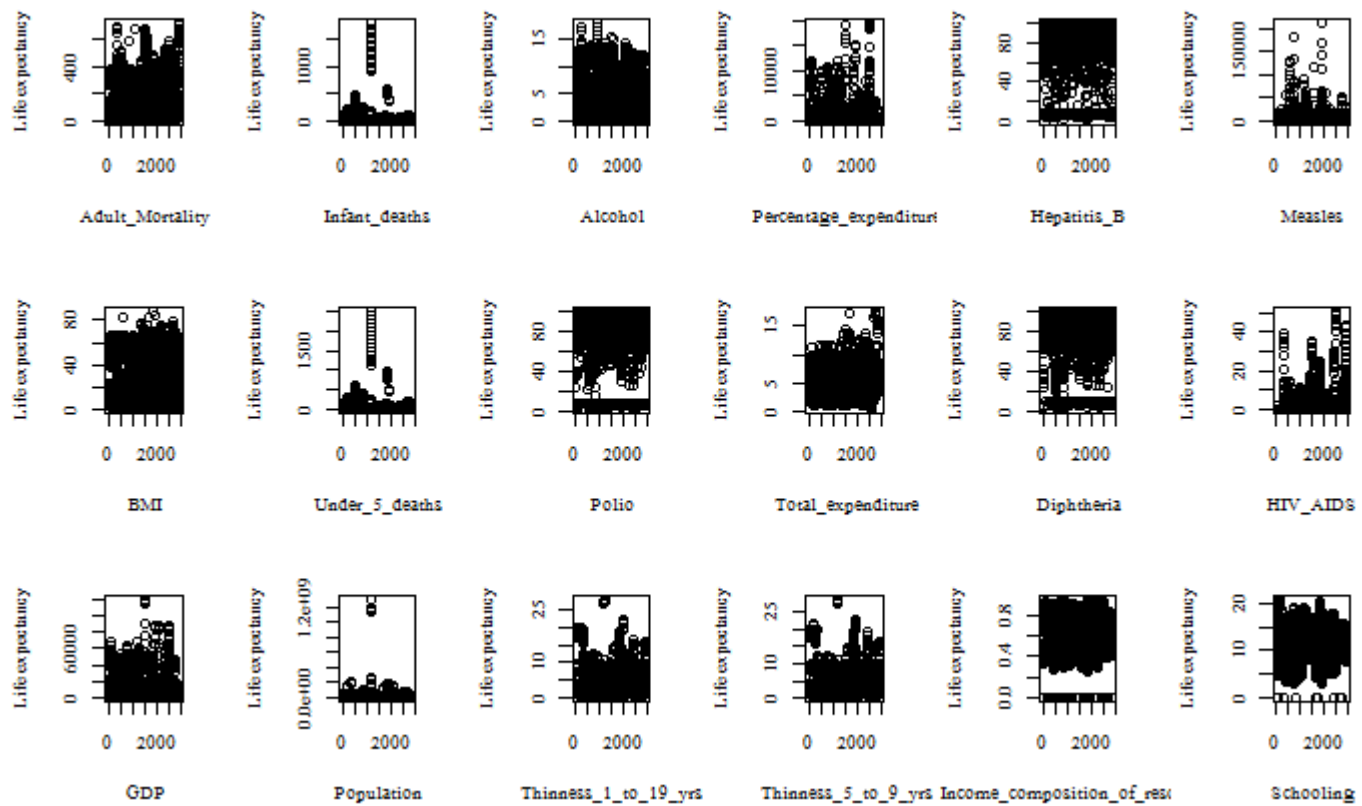 Life expectancy
0 400
0 2000
Adult_Mortality
Life expectancy
0 1000
0 2000
Infant_deaths
Life expectancy
0 5 15
0 2000
Alcohol
Life expectancy
0 10000
0 2000
Percentage_expenditure
Life expectancy
0 40 80
0 2000
Hepatitis_B
Life expectancy
0 150000
0 2000
Measles
Life expectancy
0 40 80
0 2000
BMI
Life expectancy
0 1500
0 2000
Under_5_deaths
Life expectancy
0 40 80
0 2000
Polio
Life expectancy
5 15
0 2000
Total_expenditure
Life expectancy
0 40 80
0 2000
Diphtheria
Life expectancy
0 20 40
0 2000
HIV_AIDS
Life expectancy
0 60000
0 2000
GDP
Life expectancy
0.0e+00 1.2e+09
0 2000
Population
Life expectancy
0 10 25
0 2000
Thinness_1_to_19_yrs
Life expectancy
0 10 25
0 2000
Thinness_5_to_9_yrs
Life expectancy
0.0 0.4 0.8
0 2000
Income_composition_of_reso
Life expectancy
0 10 20
0 2000
Schooling